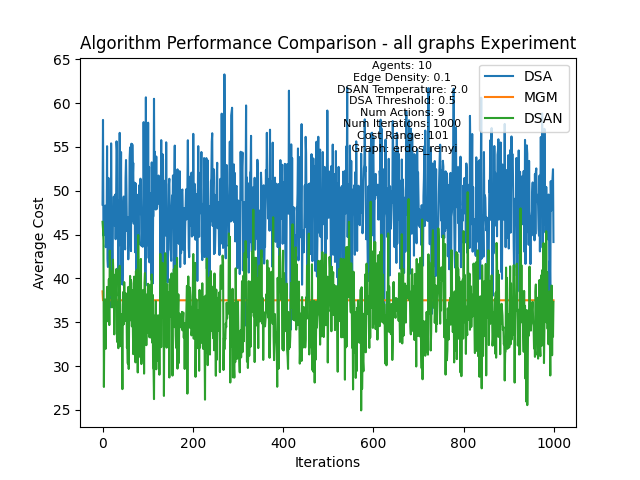 Algorithm Performance Comparison - all graphs Experiment
Agents: 10
Edge Density: 0.1
DSAN Temperature: 2.0
DSA Threshold: 0.5
Num Actions: 9
Num Iterations: 1000
Cost Range: 101
Graph: erdos_renyi
DSA
MGM
DSAN
Average Cost
65
60
55
50
45
40
35
30
25
0
200
400
600
800
1000
Iterations